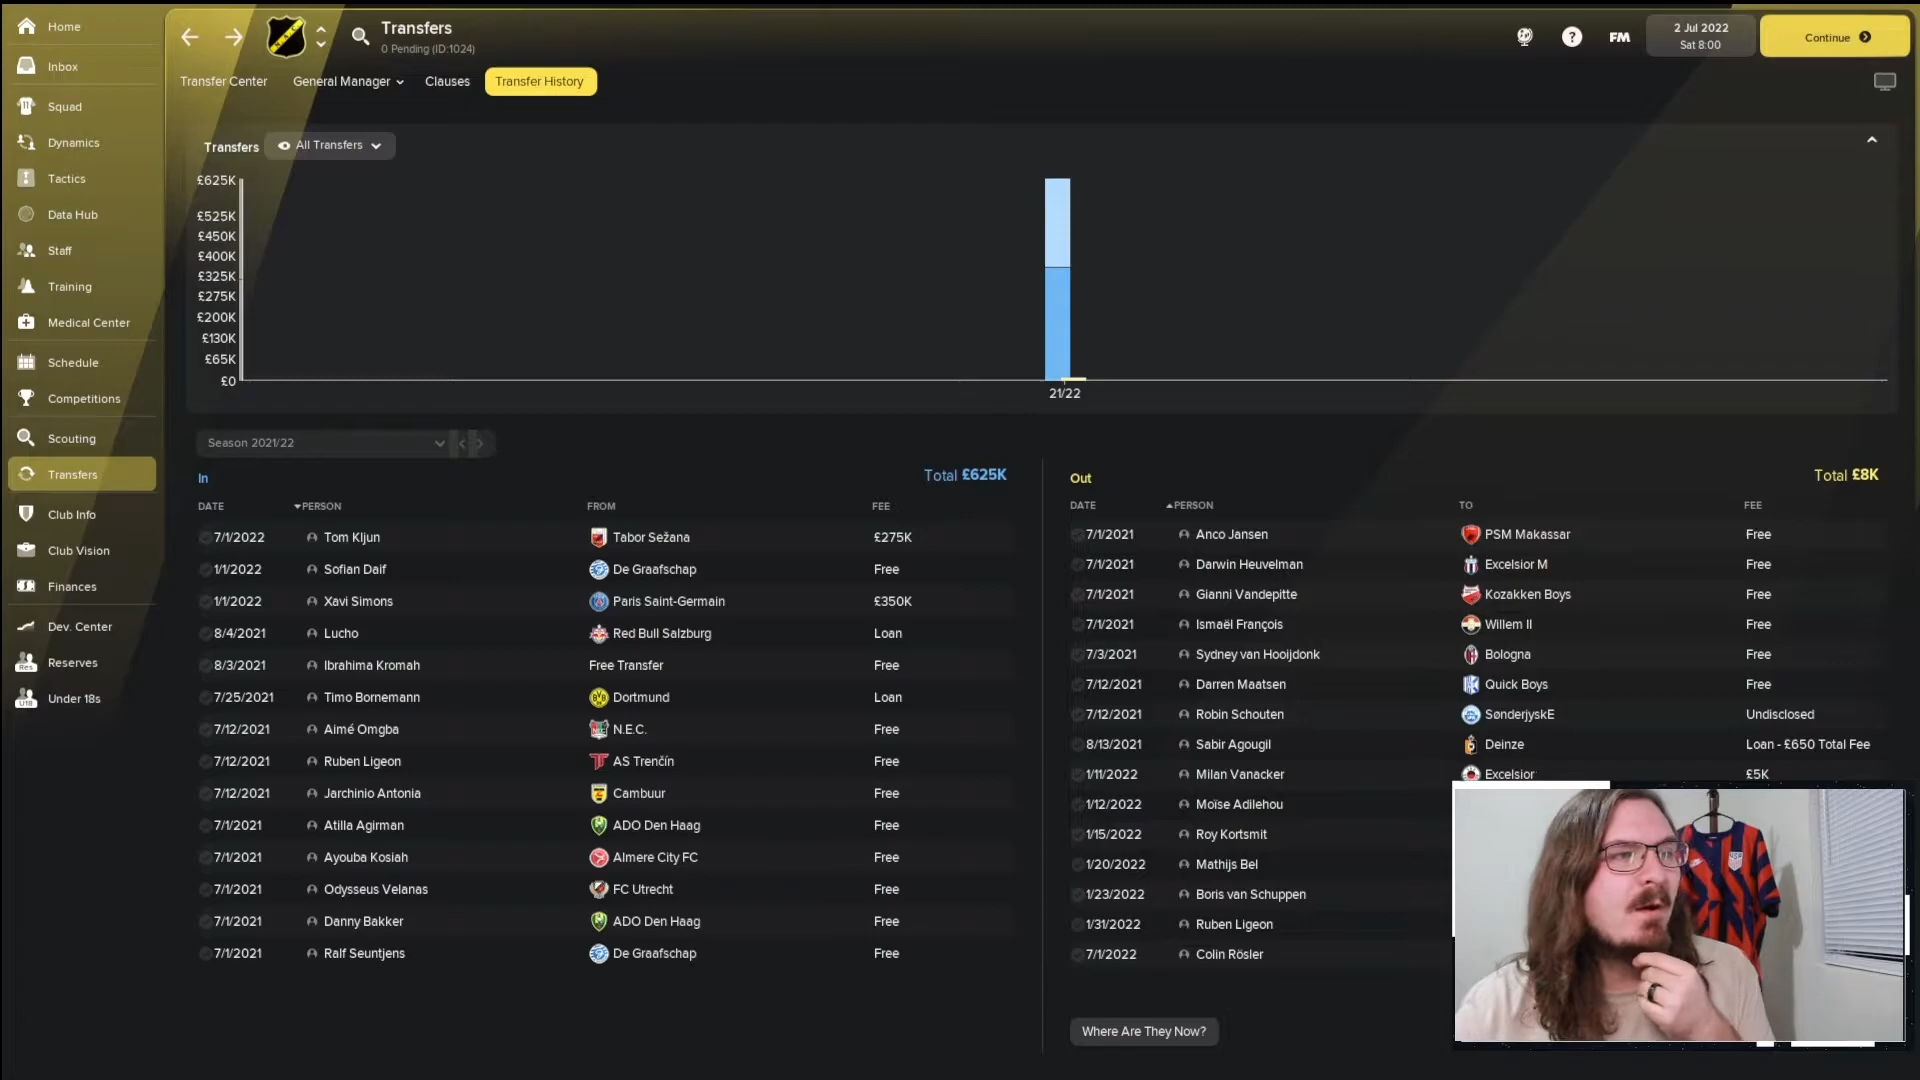 Home
Inbox
Squad
Dynamics
Tactics
Data Hub
Staff
Training
Medical Center
Schedule
Competitions
Scouting
Transfers
Club Info
Club Vision
Finances
Dev. Center
Reserves
Under 18s
Transfers
0 Pending (ID:1024)
FM
2 Jul 2022
Sat 8:00
Continue
Transfer Center
General Manager
Clauses
Transfer History
Transfers
All Transfers
£625K
£525K
£450K
£400K
£325K
£275K
£200K
£130K
£65K
£0
21/22
Season 2021/22
In Total £625K
DATE PERSON FROM FEE
7/1/2022 Tom Kljun Tabor Sežana £275K
1/1/2022 Sofian Daif De Graafschap Free
1/1/2022 Xavi Simons Paris Saint-Germain £350K
8/4/2021 Lucho Red Bull Salzburg Loan
8/3/2021 Ibrahima Kromah Free Transfer Free
7/25/2021 Timo Bornemann Dortmund Loan
7/12/2021 Aimé Omgba N.E.C. Free
7/12/2021 Ruben Ligeon AS Trenčín Free
7/12/2021 Jarchinio Antonia Cambuur Free
7/1/2021 Atilla Agirman ADO Den Haag Free
7/1/2021 Ayouba Kosiah Almere City FC Free
7/1/2021 Odysseus Velanas FC Utrecht Free
7/1/2021 Danny Bakker ADO Den Haag Free
7/1/2021 Ralf Seuntjens De Graafschap Free
Out Total £8K
DATE PERSON TO FEE
7/1/2021 Anco Jansen PSM Makassar Free
7/1/2021 Darwin Heuvelman Excelsior M Free
7/1/2021 Gianni Vandepitte Kozakken Boys Free
7/1/2021 Ismaël François Willem II Free
7/3/2021 Sydney van Hooijdonk Bologna Free
7/12/2021 Darren Maatsen Quick Boys Free
7/12/2021 Robin Schouten SønderjyskE Undisclosed
8/13/2021 Sabir Agougil Deinze Loan - £650 Total Fee
1/11/2022 Milan Vanacker Excelsior £5K
1/12/2022 Moïse Adilehou
1/15/2022 Roy Kortsmit
1/20/2022 Mathijs Bel
1/23/2022 Boris van Schuppen
1/31/2022 Ruben Ligeon
7/1/2022 Colin Rösler
Where Are They Now?